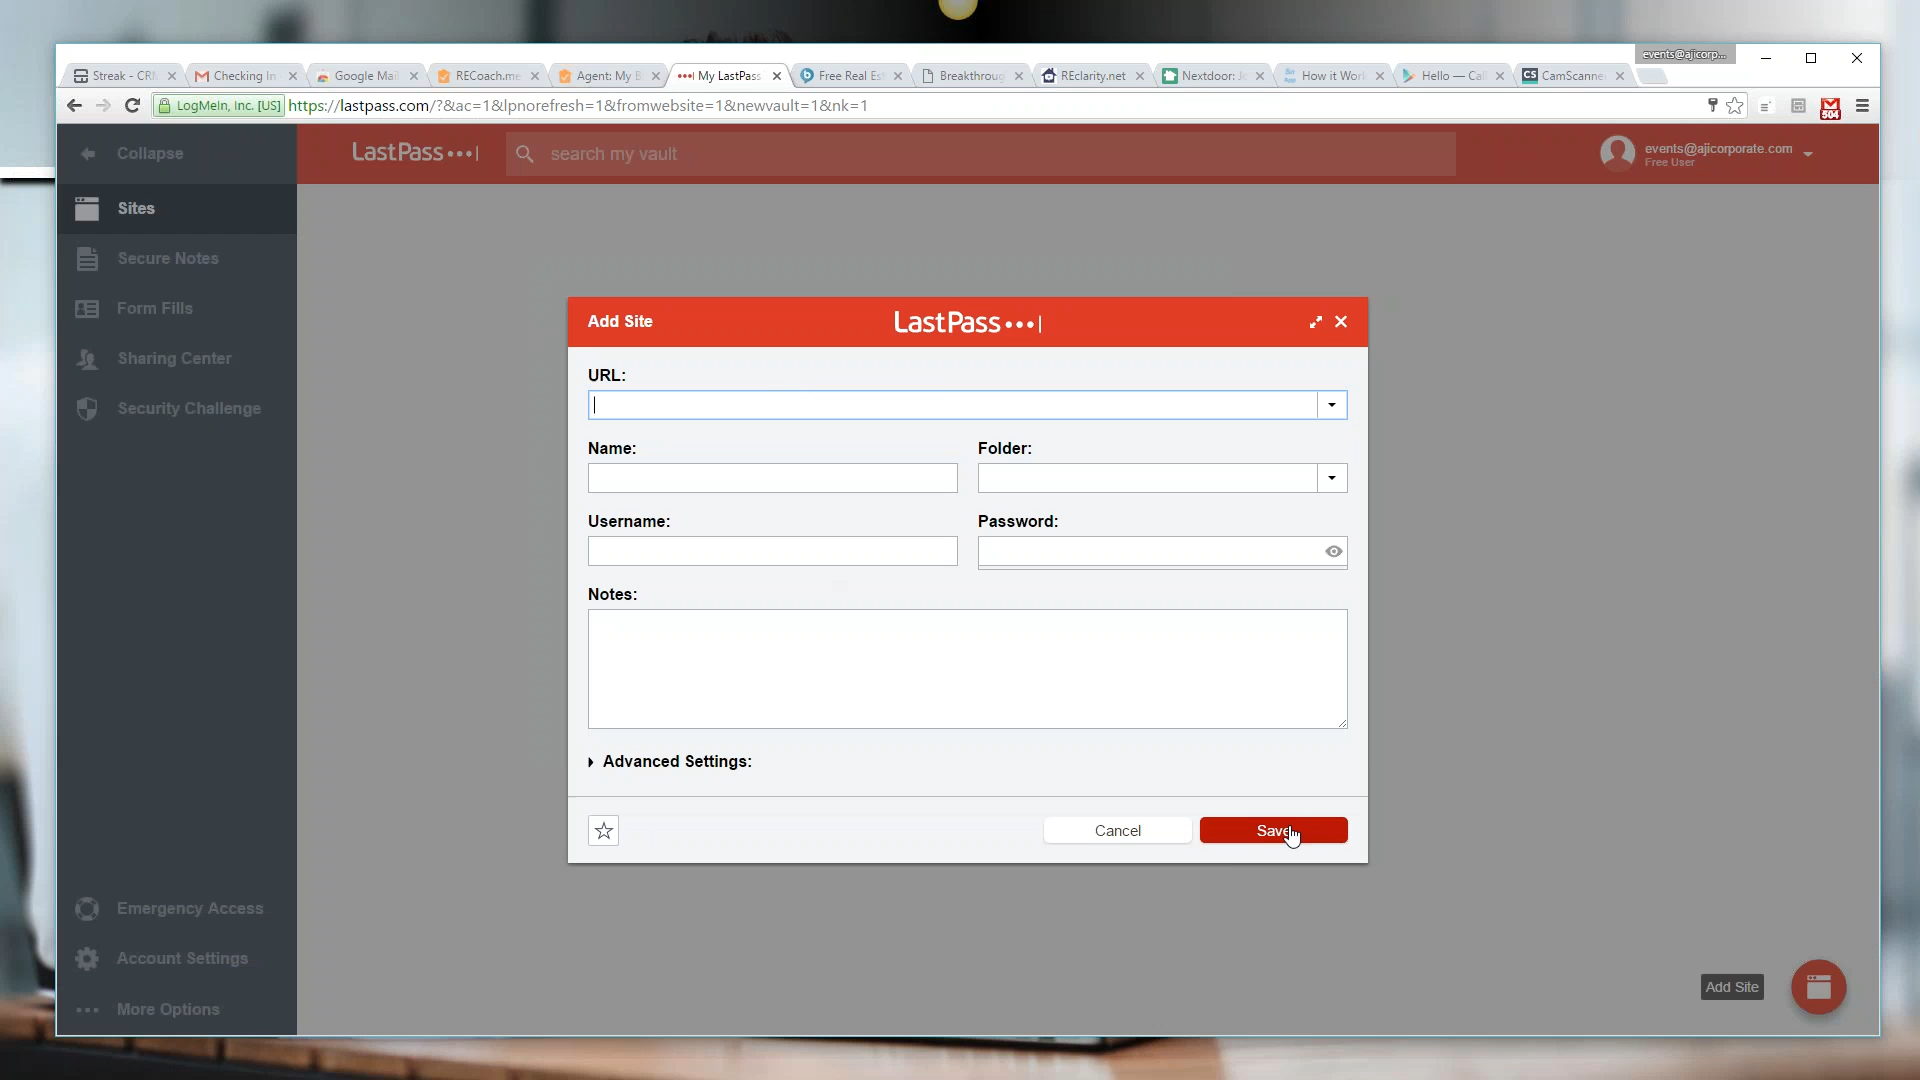 events@ajicorp...
Streak - CR
Checking In
Google Mai
RECoach.me
Agent: My B
My LastPass
Free Real Es
Breakthroug
REclarity.net
Nextdoor: J
How it Work
Hello — Cal
CS CamScanne
LogMeIn, Inc. [US] https://lastpass.com/?&ac=1&lpnorefresh=1&fromwebsite=1&newvault=1&nk=1
504
Collapse
LastPass
search my vault
events@ajicorporate.com
Free User
Sites
Secure Notes
Form Fills
Sharing Center
Security Challenge
Add Site
LastPass
URL:
Name:
Folder:
Username:
Password:
Notes:
Advanced Settings:
Cancel
Save
Emergency Access
Account Settings
More Options
Add Site